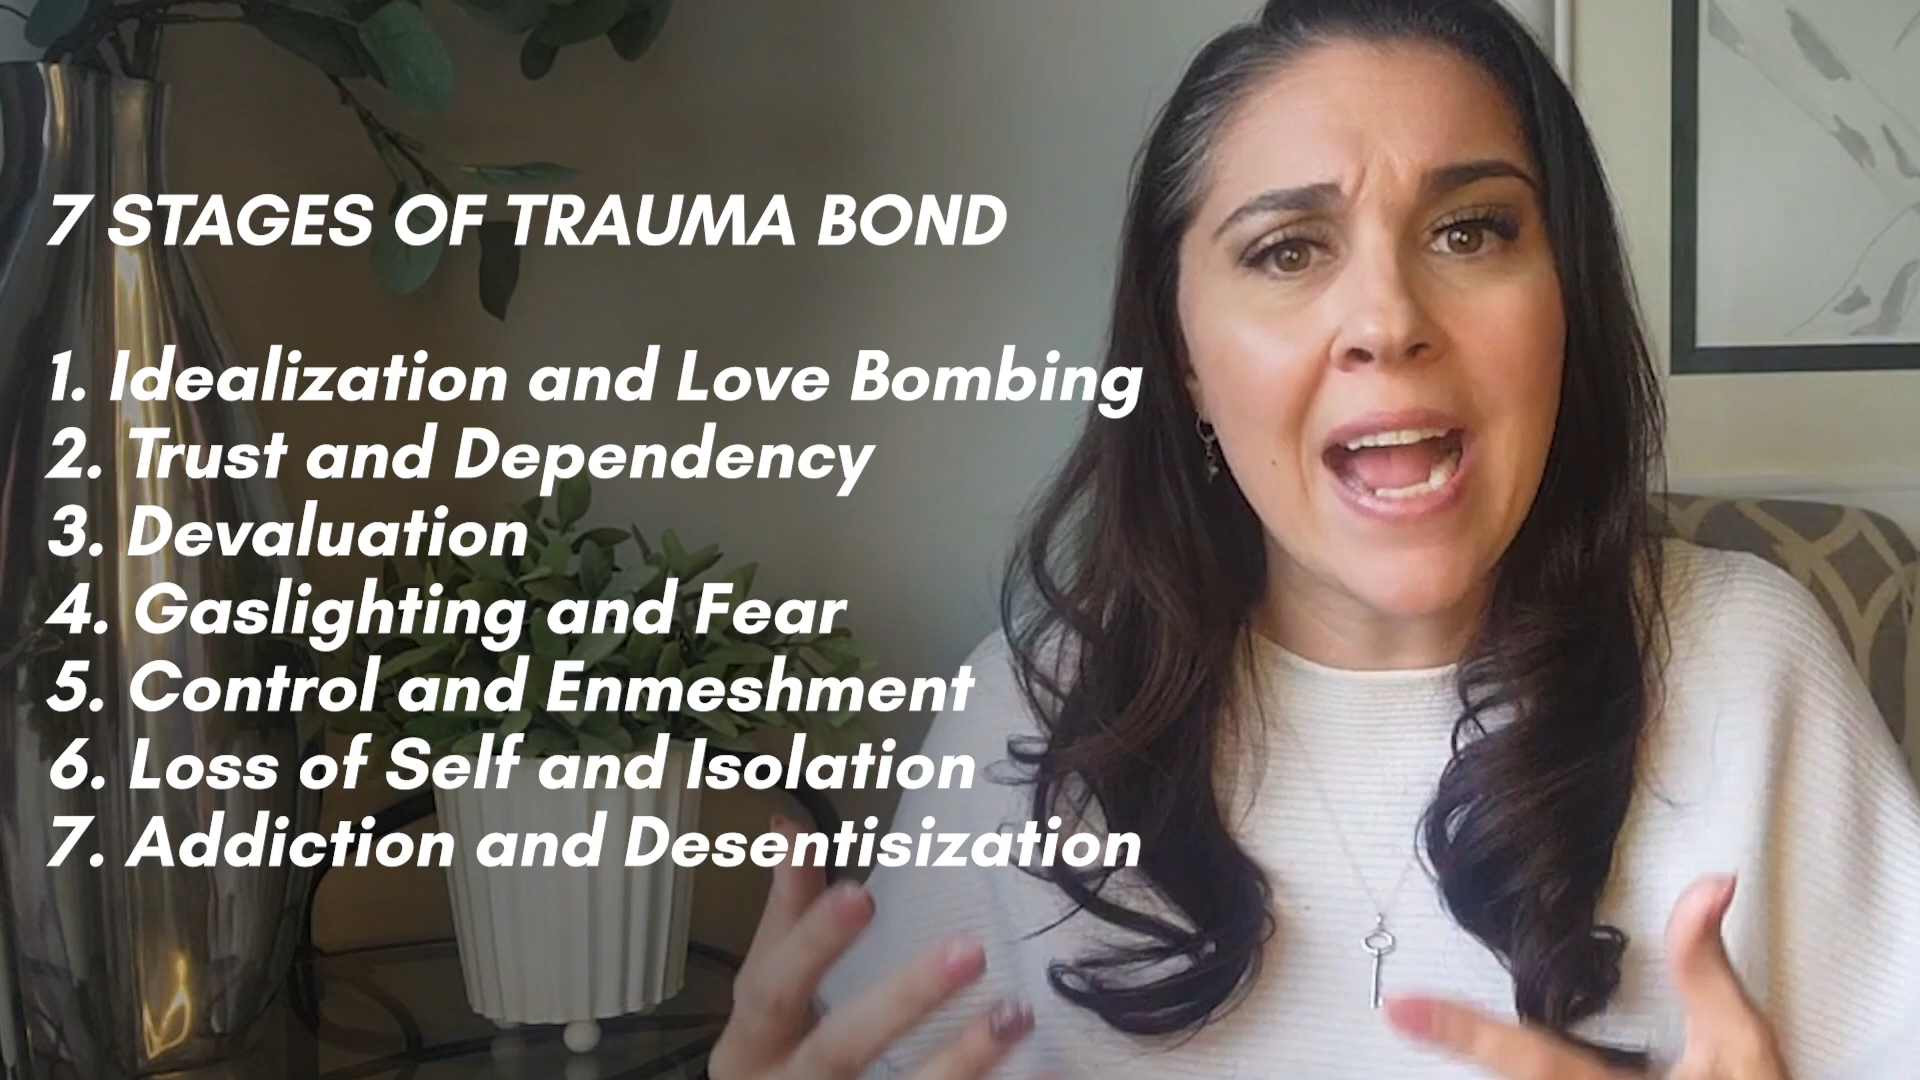 7 STAGES OF TRAUMA BOND
1. Idealization and Love Bombing
2. Trust and Dependency
3. Devaluation
4. Gaslighting and Fear
5. Control and Enmeshment
6. Loss of Self and Isolation
7. Addiction and Desentisization